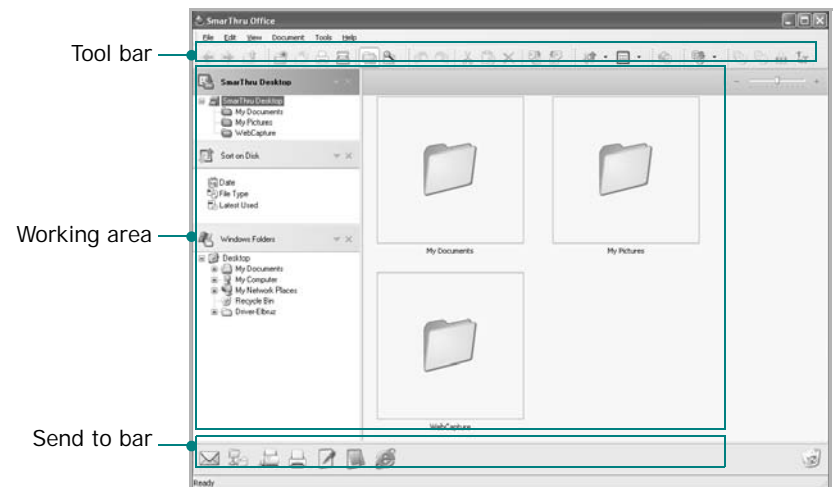 SmarThru Office
File Edit View Document Tools Help
Tool bar
SmarThru Desktop
SmarThru Desktop
My Documents
My Pictures
WebCapture
Sort on Disk
Date
File Type
Latest Used
Working area
Windows Folders
Desktop
My Documents
My Computer
My Network Places
Recycle Bin
Driver-Elbruz
My Documents
My Pictures
WebCapture
Send to bar
Ready